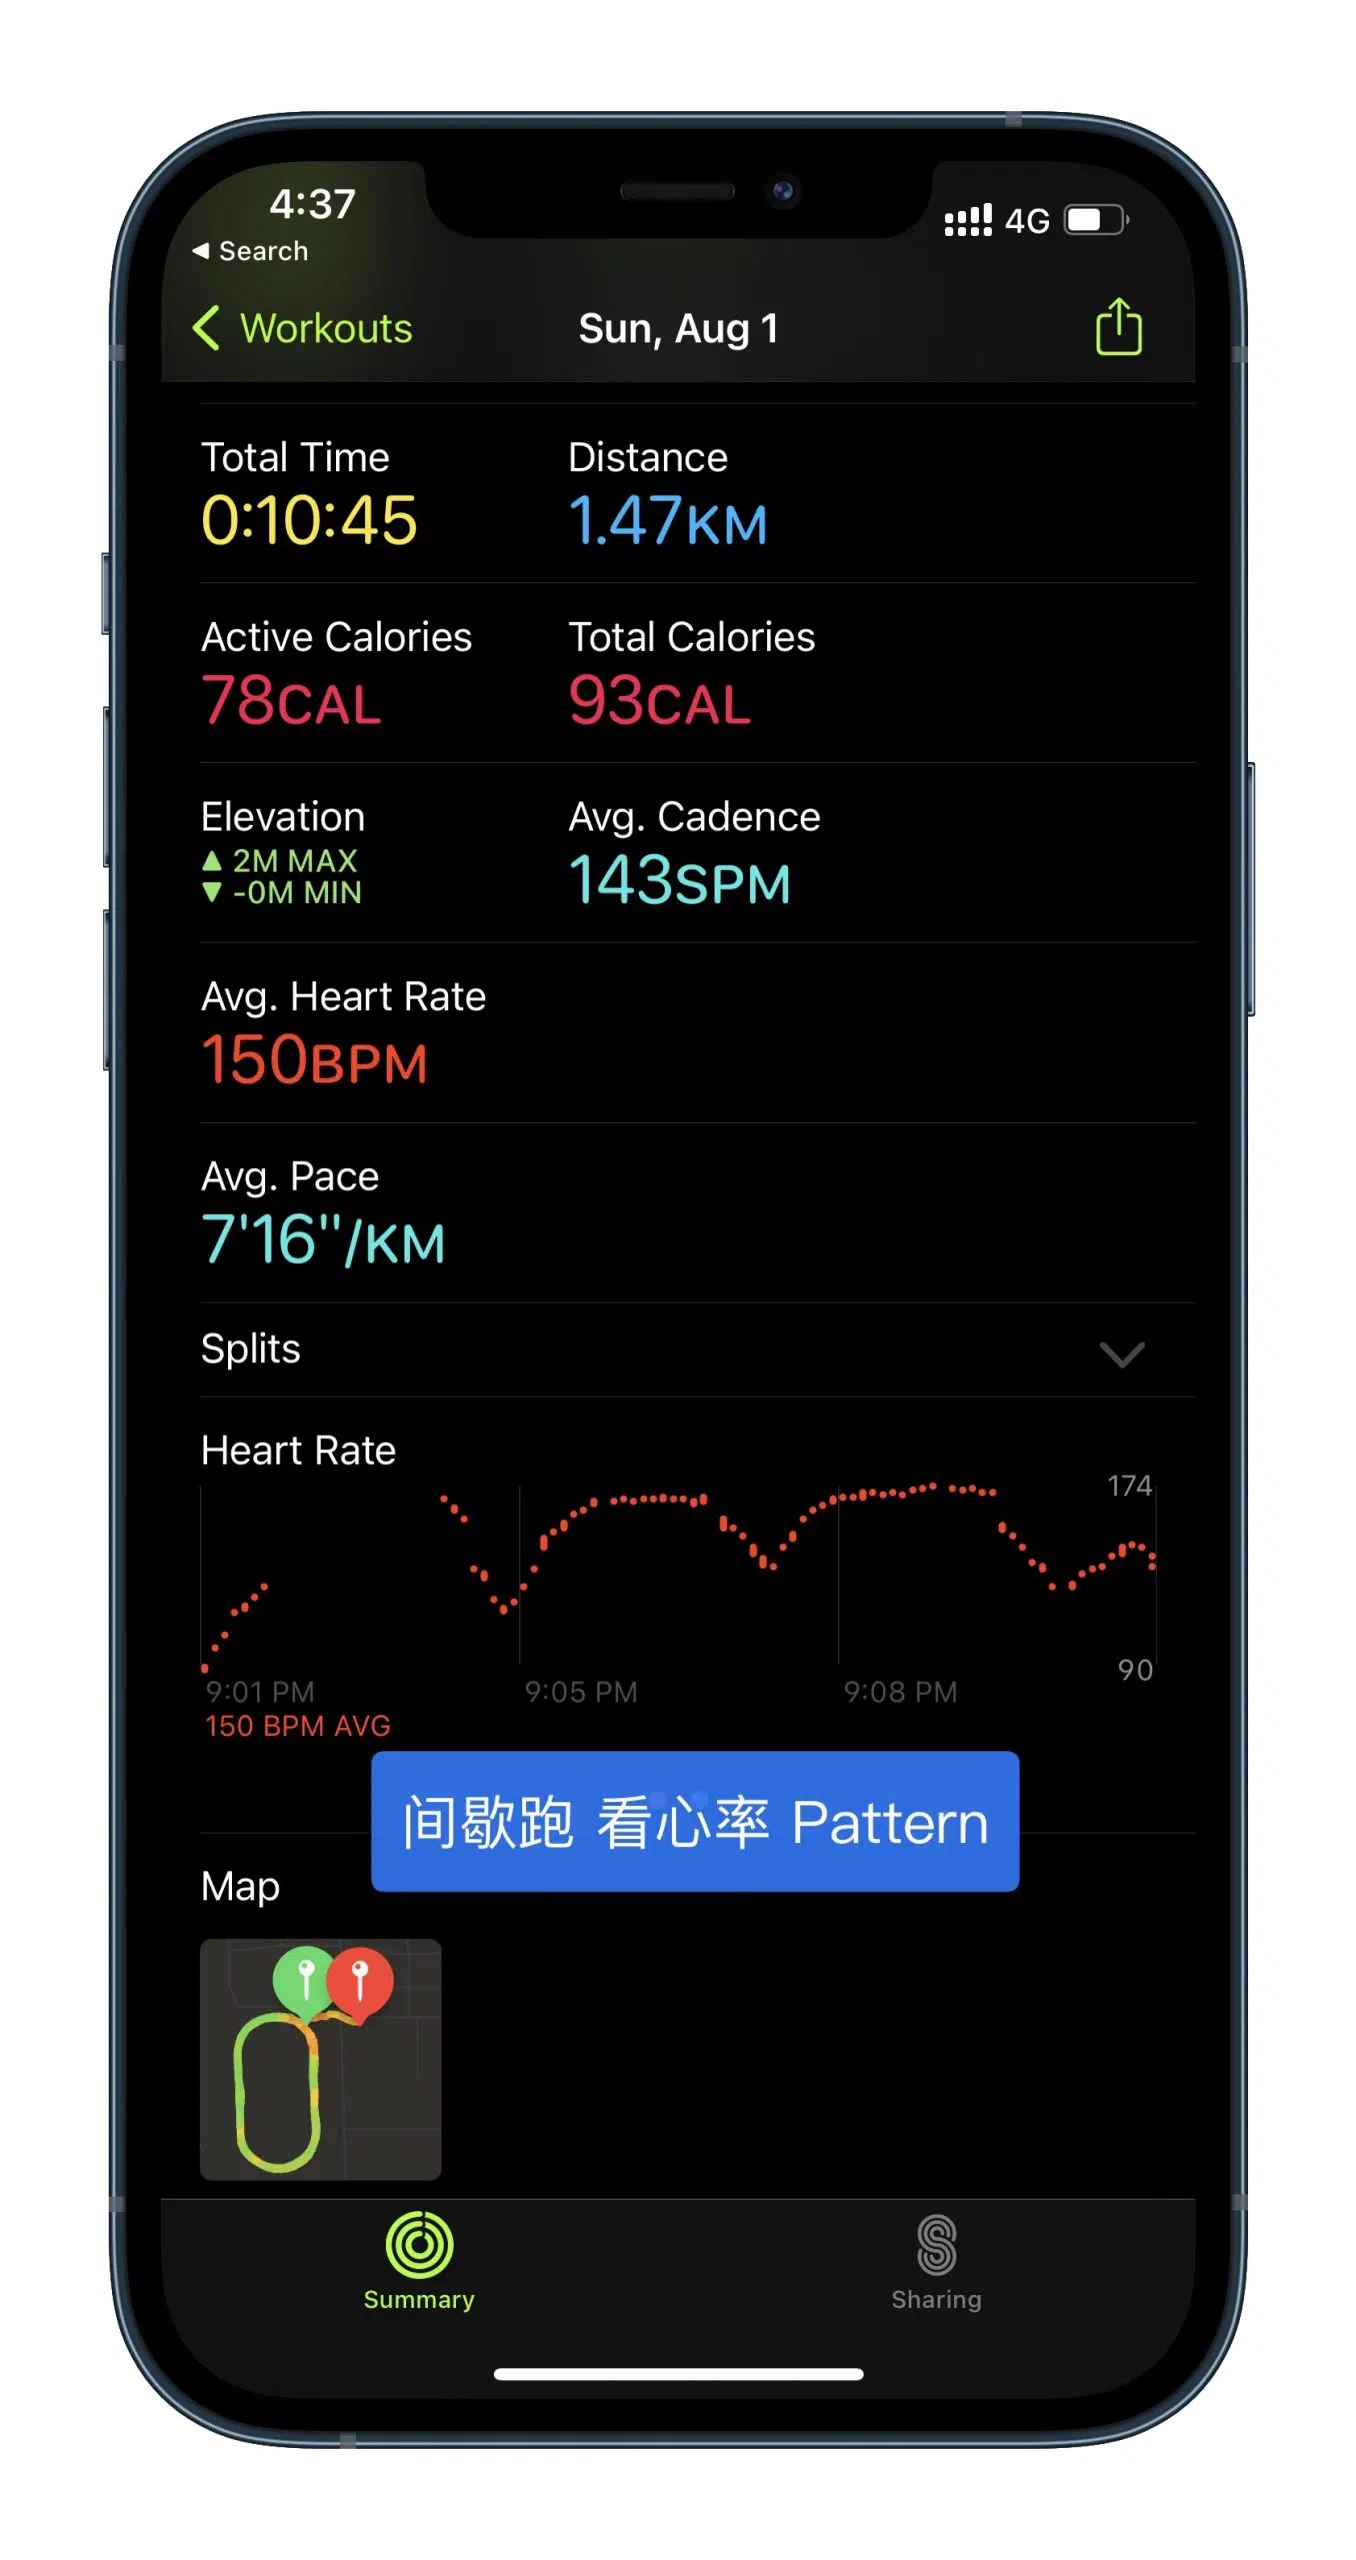 4:37
4G
◀ Search
Workouts
Sun, Aug 1
Total Time
Distance
0:10:45
1.47KM
Active Calories
Total Calories
78CAL
93CAL
Elevation
Avg. Cadence
▲ 2M MAX
▼ -0M MIN
143SPM
Avg. Heart Rate
150BPM
Avg. Pace
7'16"/KM
Splits
Heart Rate
174
90
9:01 PM
9:05 PM
9:08 PM
150 BPM AVG
间歇跑 看心率 Pattern
Map
Summary
Sharing